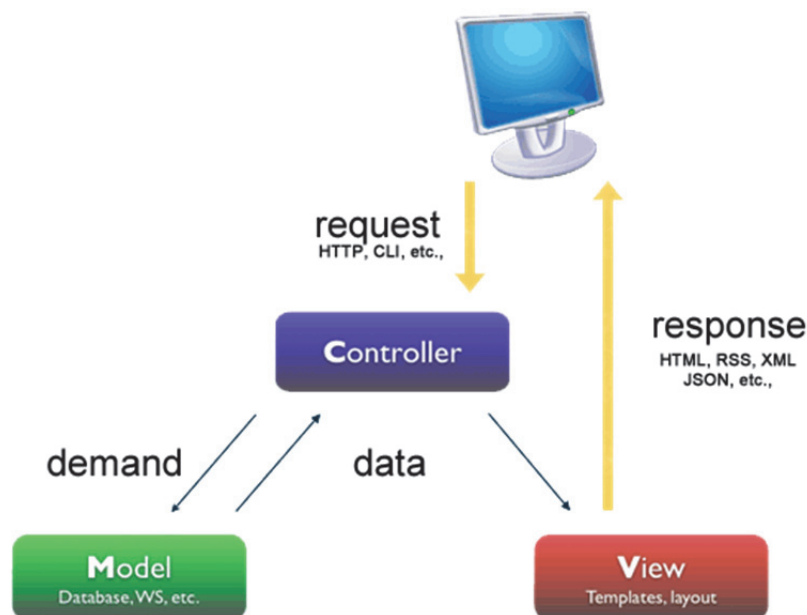 request
HTTP, CLI, etc.,
Controller
response
HTML, RSS, XML
JSON, etc.,
demand
data
Model
Database, WS, etc.
View
Templates, layout